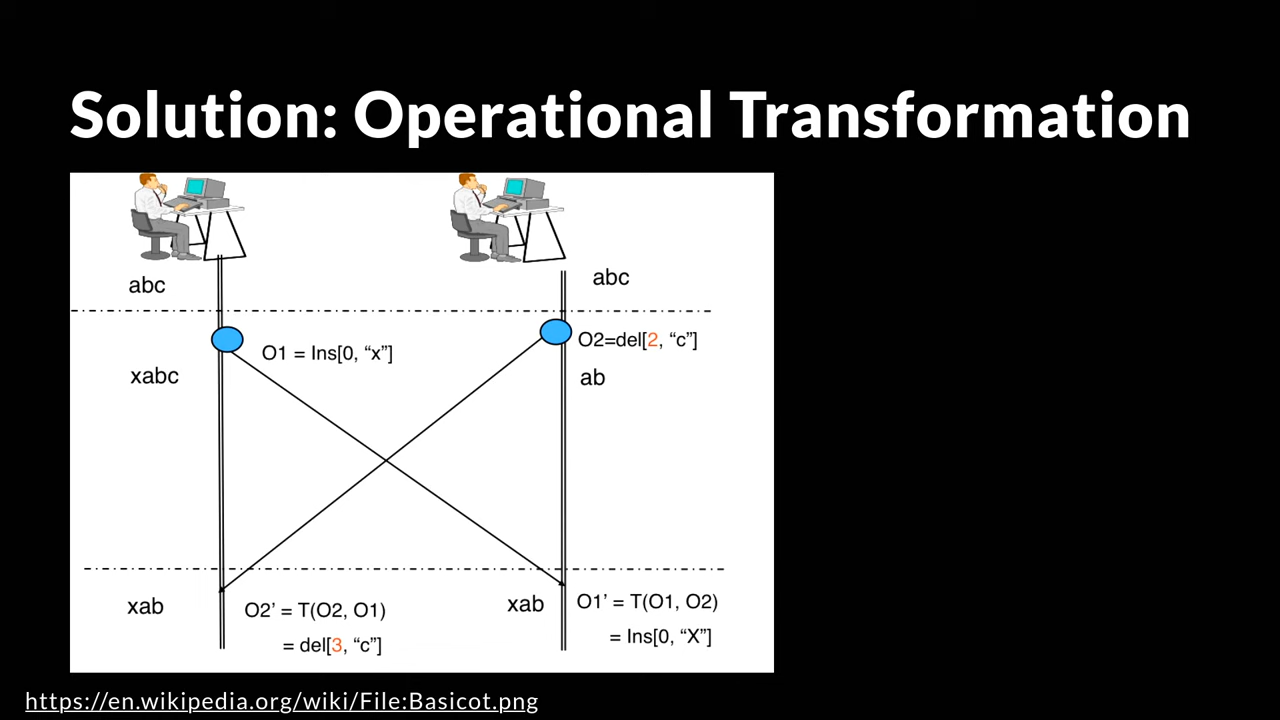 Solution: Operational Transformation
abc
abc
O1 = Ins[0, “x”]
O2=del[2, “c”]
xabc
ab
xab
O2’ = T(O2, O1)
= del[3, “c”]
xab
O1’ = T(O1, O2)
= Ins[0, “X”]
https://en.wikipedia.org/wiki/File:Basicot.png